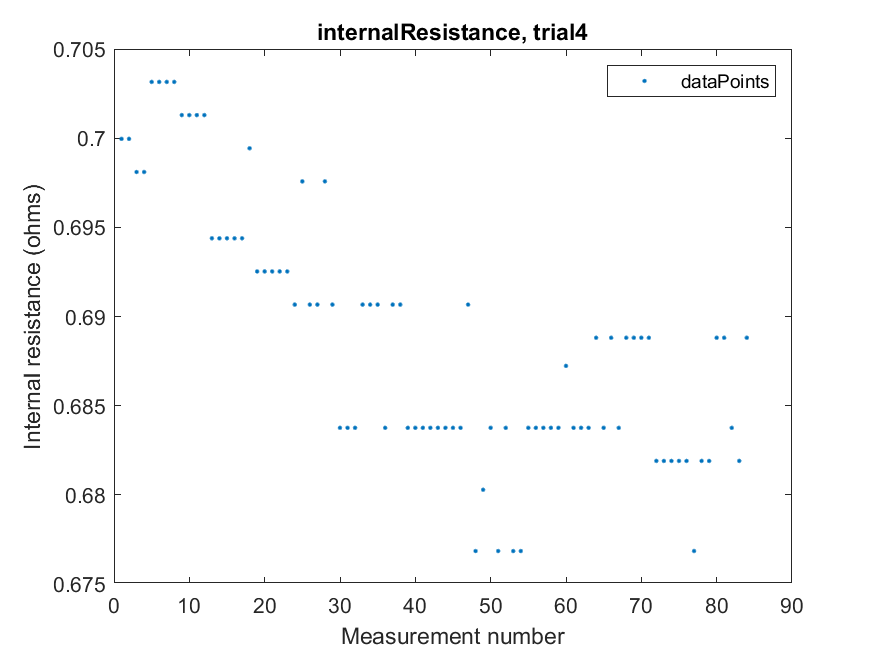 internalResistance, trial4
dataPoints
0.705
0.7
0.695
0.69
0.685
0.68
0.675
Internal resistance (ohms)
0 10 20 30 40 50 60 70 80 90
Measurement number